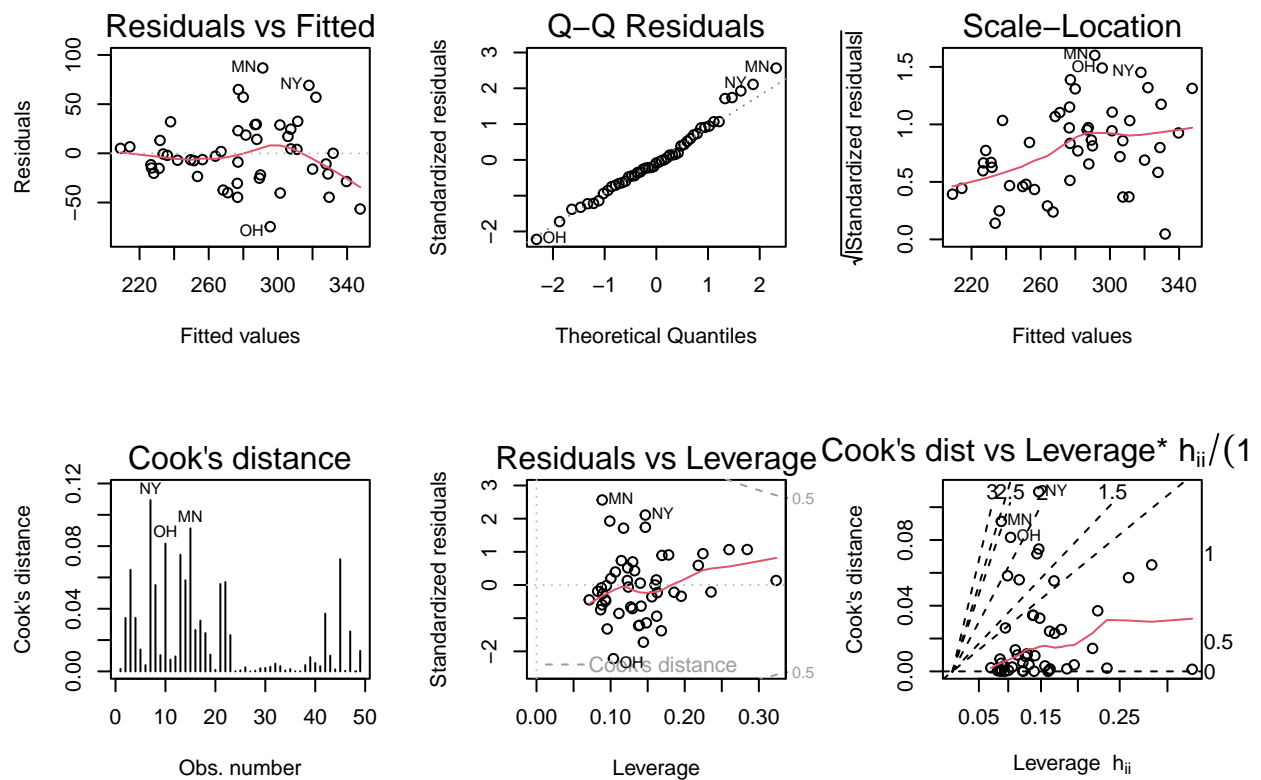 Residuals vs Fitted
Residuals
100
50
0
−50
MN
NY
OH
220
260
300
340
Fitted values
Q−Q Residuals
Standardized residuals
3
2
1
0
−2
MN
NY
OH
−2
−1
0
1
2
Theoretical Quantiles
Scale−Location
√|Standardized residuals|
1.5
1.0
0.5
0.0
MN
OH
NY
220
260
300
340
Fitted values
Cook's distance
Cook's distance
0.12
0.08
0.04
0.00
NY
OH
MN
0
10
20
30
40
50
Obs. number
Residuals vs Leverage
Standardized residuals
3
2
1
0
−2
MN
NY
OH
Cook's distance
0.5
0.5
0.00
0.10
0.20
0.30
Leverage
Cook's dist vs Leverage* hii/(1
Cook's distance
0.08
0.04
0.00
3
2.5
2
1.5
1
0.5
0
NY
MN
OH
0.05
0.15
0.25
Leverage hii